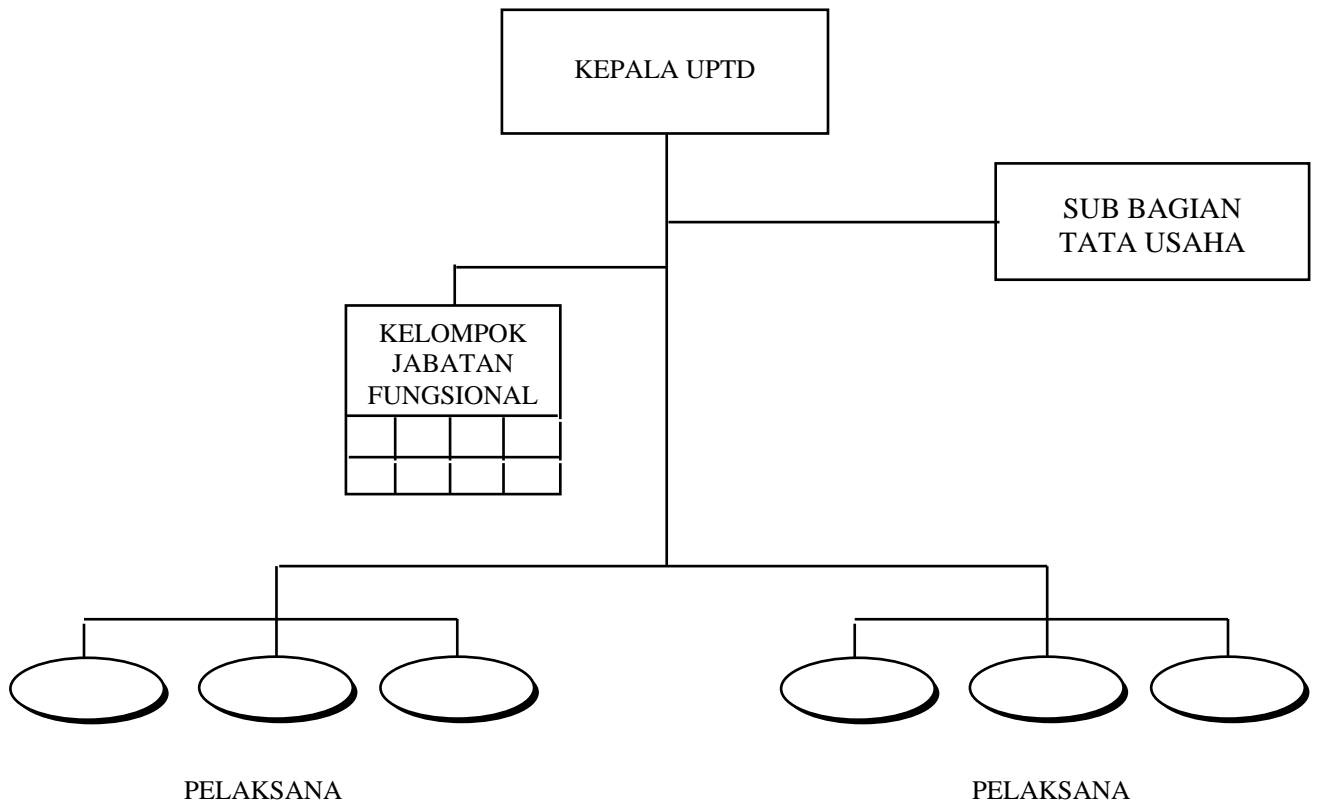 KEPALA UPTD
SUB BAGIAN
TATA USAHA
KELOMPOK
JABATAN
FUNGSIONAL
PELAKSANA
PELAKSANA